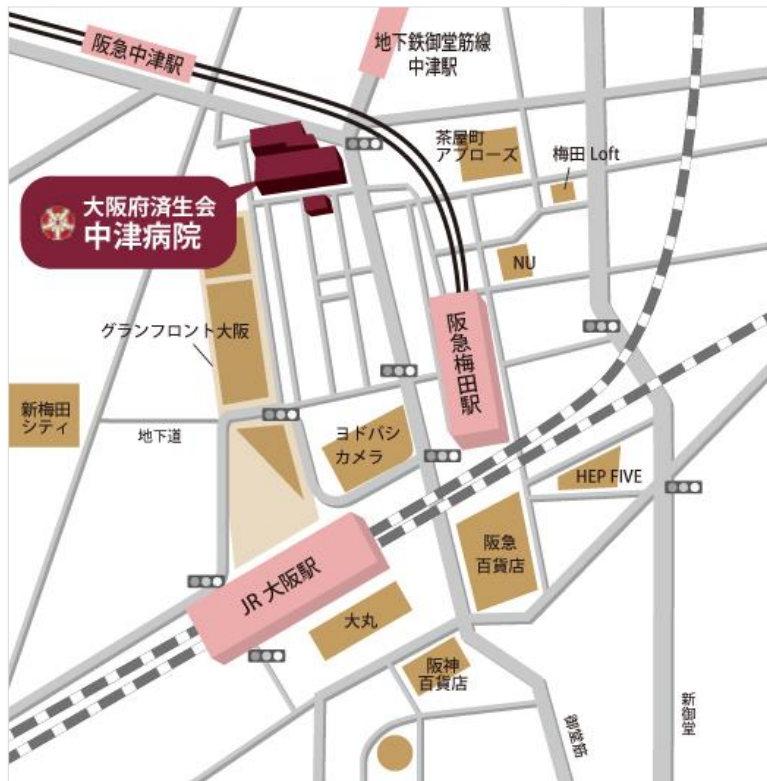 阪急中津駅
地下鉄御堂筋線
中津駅
茶屋町
アプローズ
梅田 Loft
大阪府済生会
中津病院
NU
グランフロント大阪
阪急梅田駅
新梅田
シティ
地下道
ヨドバシ
カメラ
HEP FIVE
阪急
百貨店
JR 大阪駅
大丸
阪神
百貨店
御堂筋
新御堂